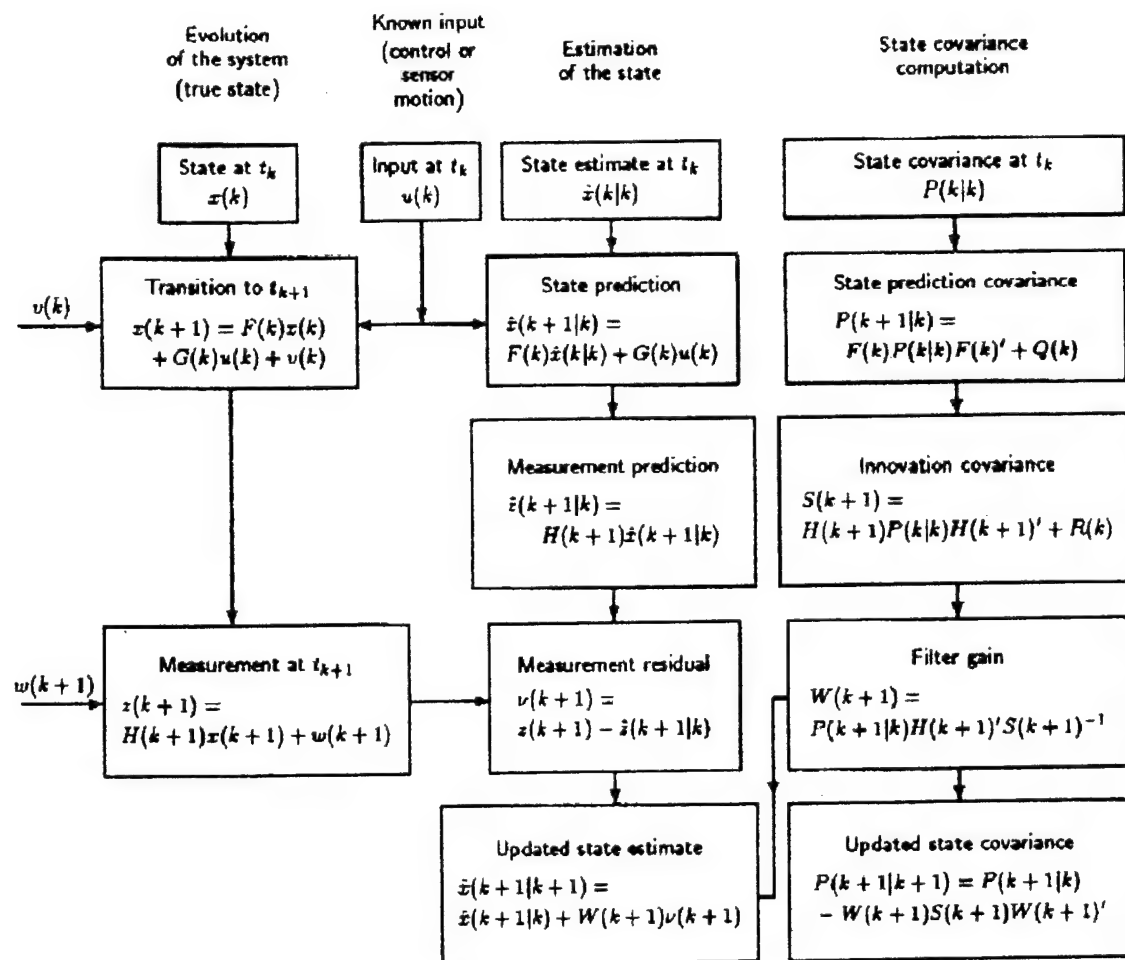 Evolution
of the system
(true state)
Known input
(control or
sensor
motion)
Estimation
of the state
State covariance
computation
State at t_k
x(k)
Input at t_k
u(k)
State estimate at t_k
x̂(k|k)
State covariance at t_k
P(k|k)
v(k)
Transition to t_{k+1}
x(k + 1) = F(k)x(k)
+ G(k)u(k) + v(k)
State prediction
x̂(k + 1|k) =
F(k)x̂(k|k) + G(k)u(k)
State prediction covariance
P(k + 1|k) =
F(k)P(k|k)F(k)′ + Q(k)
Measurement prediction
ẑ(k + 1|k) =
H(k + 1)x̂(k + 1|k)
Innovation covariance
S(k + 1) =
H(k + 1)P(k|k)H(k + 1)′ + R(k)
w(k + 1)
Measurement at t_{k+1}
z(k + 1) =
H(k + 1)x(k + 1) + w(k + 1)
Measurement residual
ν(k + 1) =
z(k + 1) − ẑ(k + 1|k)
Filter gain
W(k + 1) =
P(k + 1|k)H(k + 1)′S(k + 1)⁻¹
Updated state estimate
x̂(k + 1|k + 1) =
x̂(k + 1|k) + W(k + 1)ν(k + 1)
Updated state covariance
P(k + 1|k + 1) = P(k + 1|k)
− W(k + 1)S(k + 1)W(k + 1)′